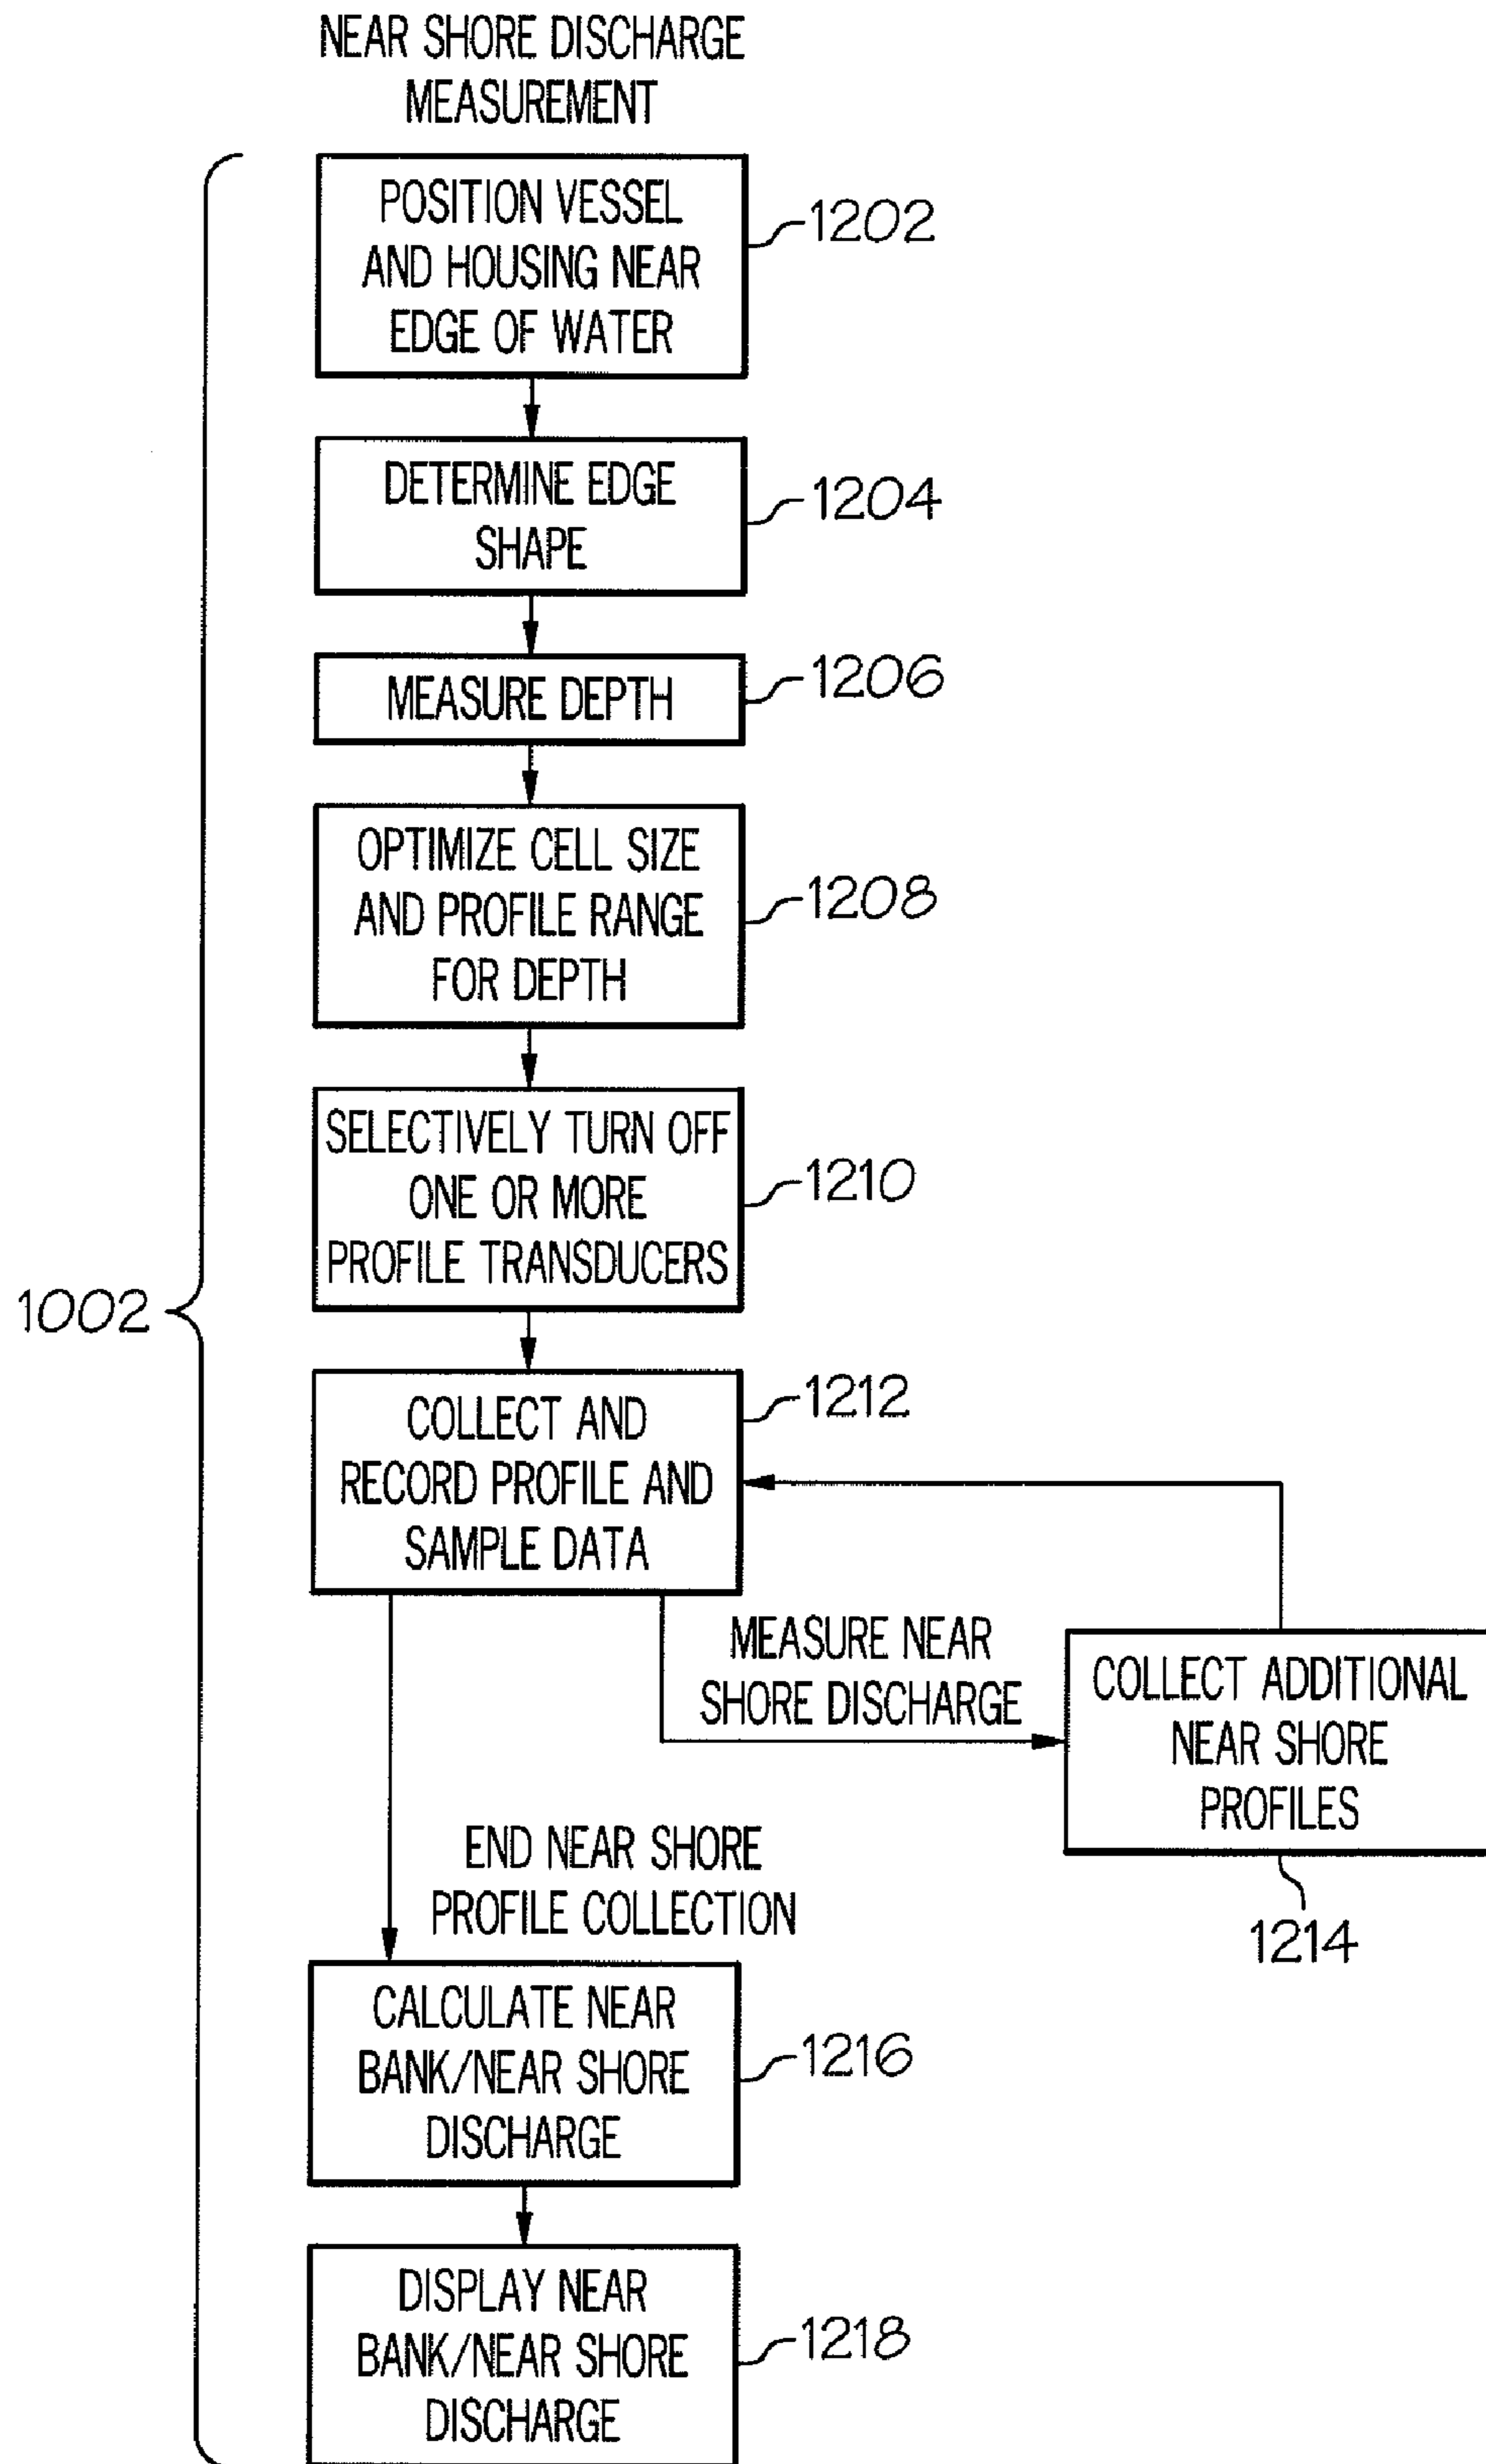 NEAR SHORE DISCHARGE
MEASUREMENT
POSITION VESSEL
AND HOUSING NEAR
EDGE OF WATER
1202
DETERMINE EDGE
SHAPE
1204
MEASURE DEPTH
1206
OPTIMIZE CELL SIZE
AND PROFILE RANGE
FOR DEPTH
1208
SELECTIVELY TURN OFF
ONE OR MORE
PROFILE TRANSDUCERS
1210
1002
COLLECT AND
RECORD PROFILE AND
SAMPLE DATA
1212
MEASURE NEAR
SHORE DISCHARGE
COLLECT ADDITIONAL
NEAR SHORE
PROFILES
1214
END NEAR SHORE
PROFILE COLLECTION
CALCULATE NEAR
BANK/NEAR SHORE
DISCHARGE
1216
DISPLAY NEAR
BANK/NEAR SHORE
DISCHARGE
1218